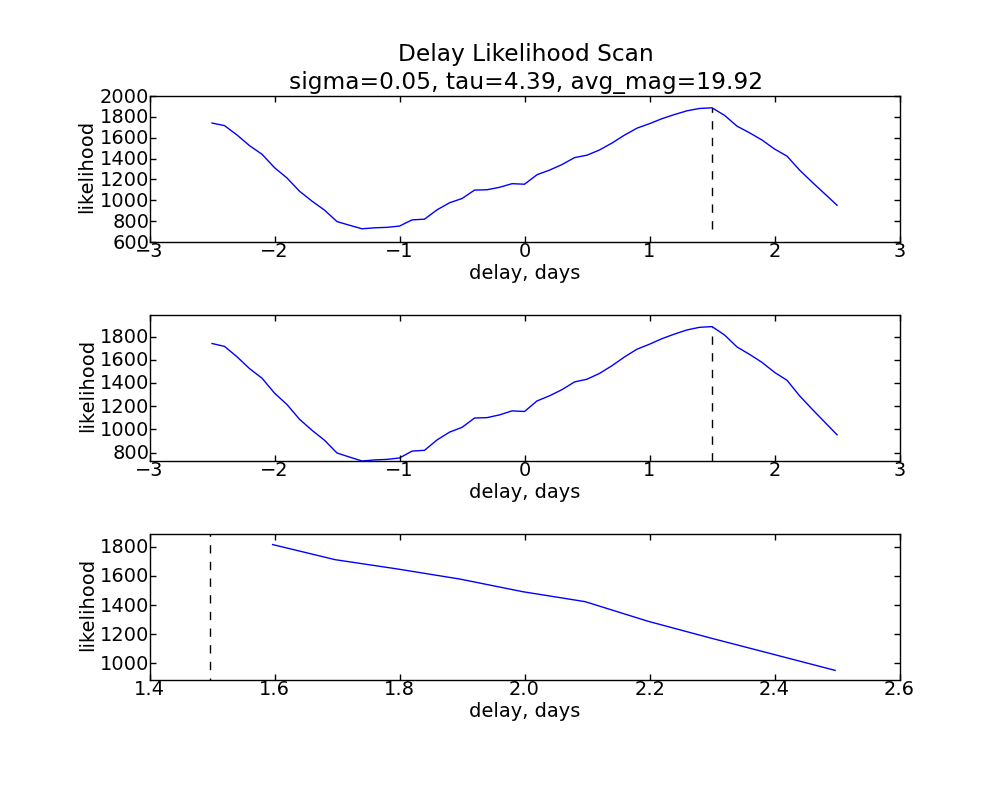 Delay Likelihood Scan
sigma=0.05, tau=4.39, avg_mag=19.92
2000
1800
1600
1400
1200
1000
800
600
likelihood
−3 −2 −1 0 1 2 3
delay, days
1800
1600
1400
1200
1000
800
likelihood
−3 −2 −1 0 1 2 3
delay, days
1800
1600
1400
1200
1000
likelihood
1.4 1.6 1.8 2.0 2.2 2.4 2.6
delay, days